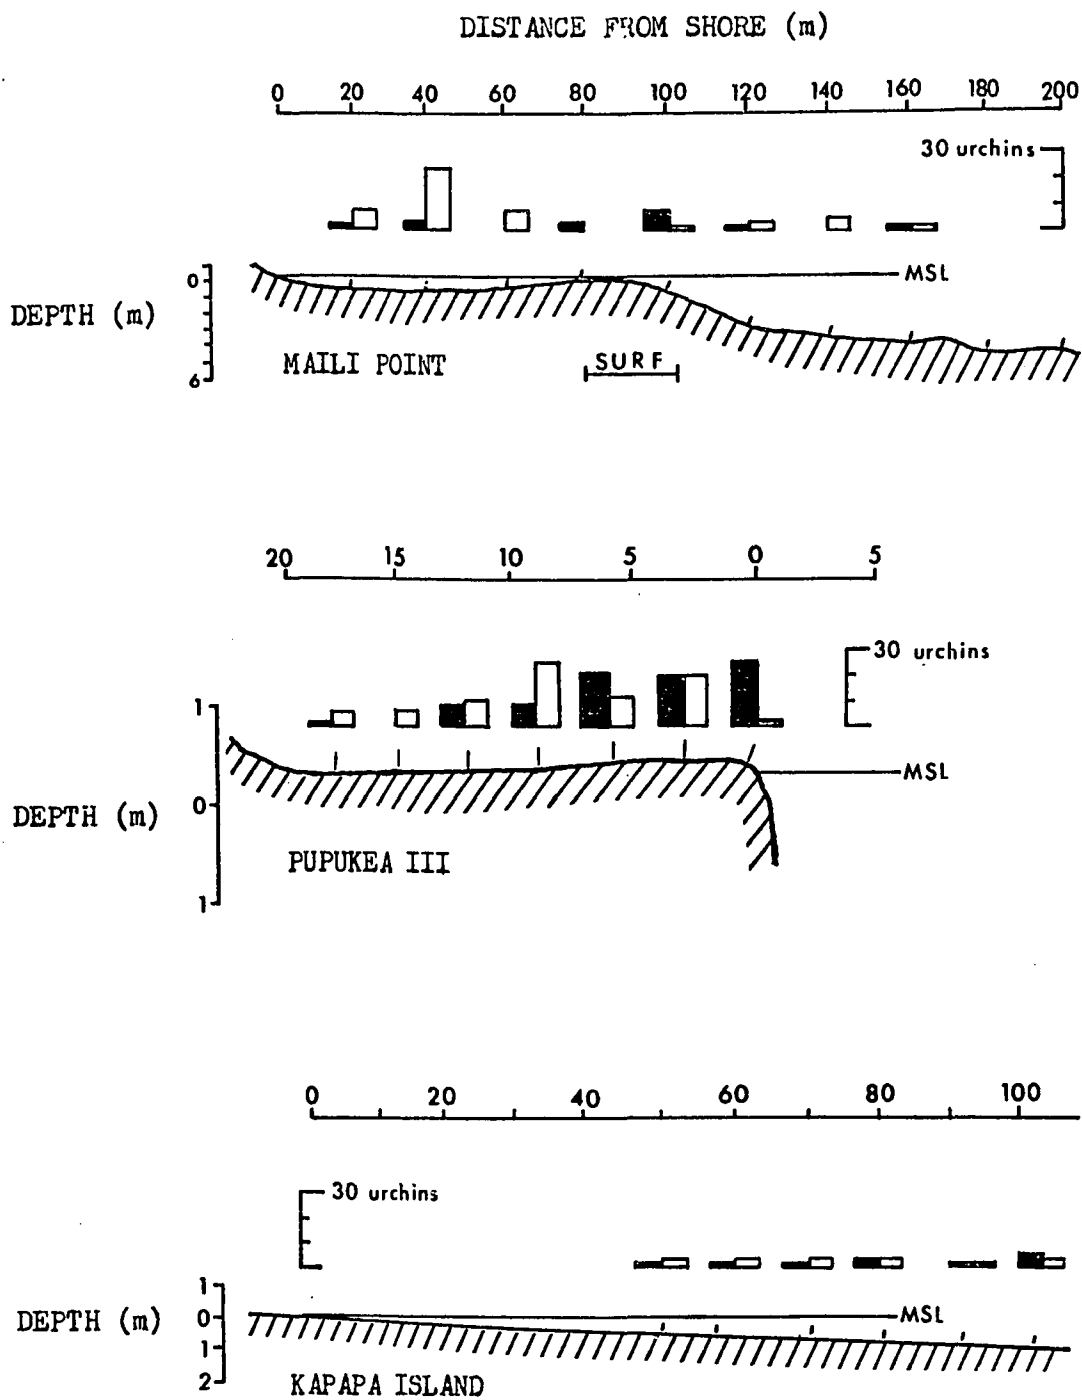 DISTANCE FROM SHORE (m)
0 20 40 60 80 100 120 140 160 180 200
30 urchins
MSL
0
DEPTH (m)
6
MAILI POINT
SURF
20 15 10 5 0 5
30 urchins
1
MSL
0
DEPTH (m)
PUPUKEA III
1
0 20 40 60 80 100
30 urchins
1
0
DEPTH (m)
MSL
1
2
KAPAPA ISLAND